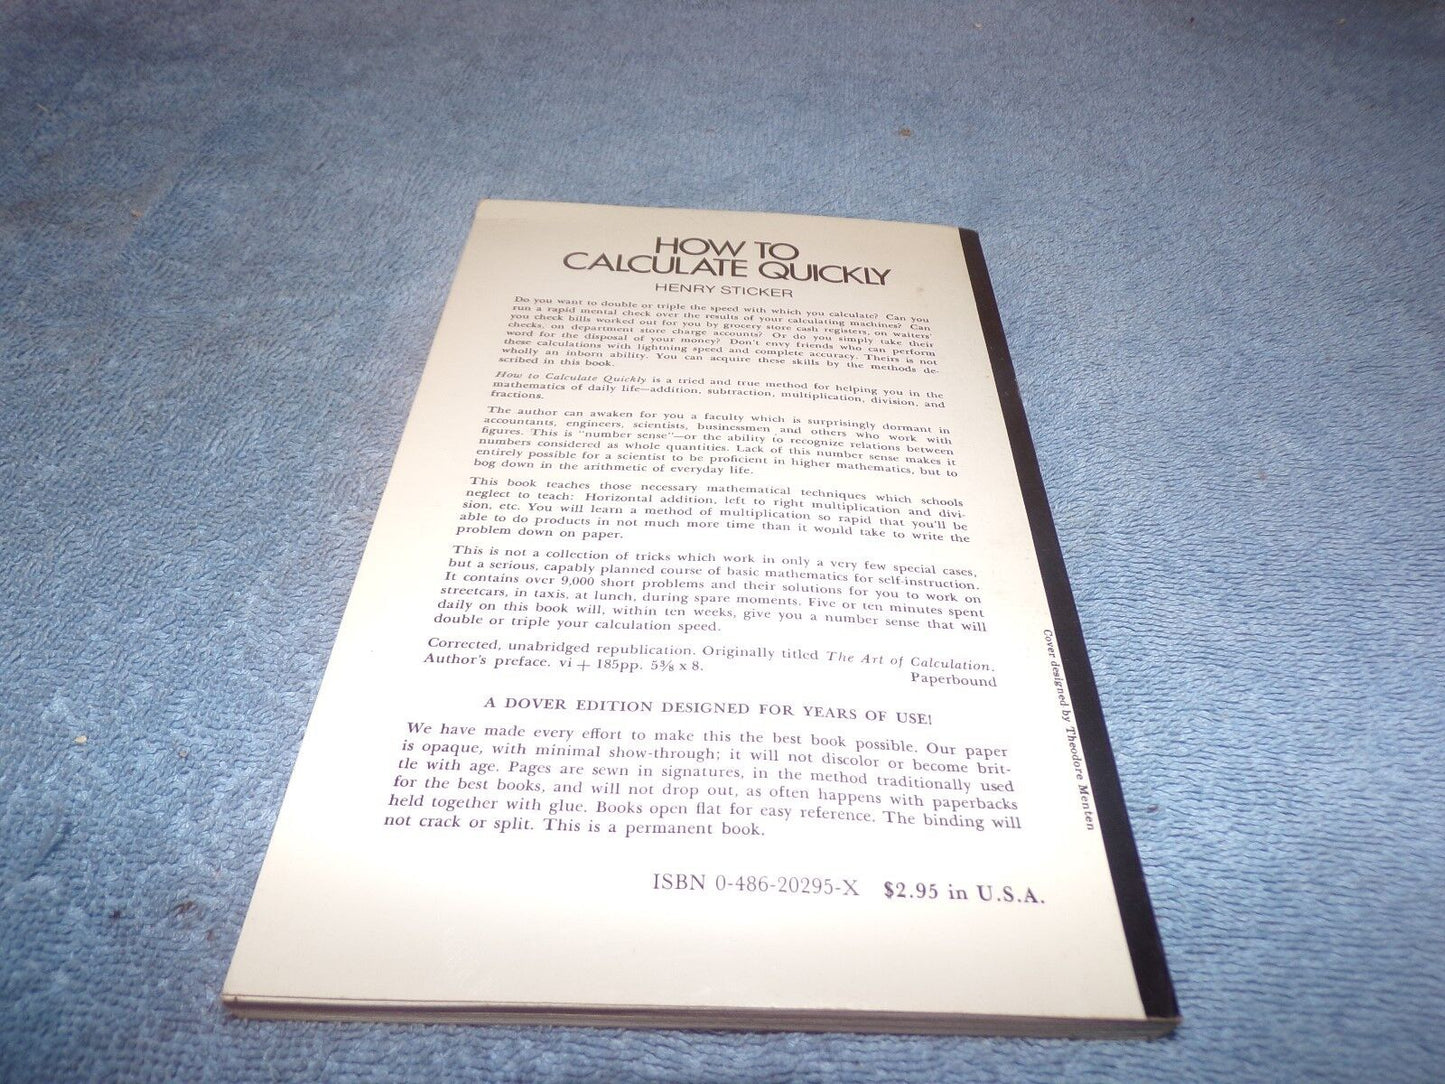 HOW TO
CALCULATE QUICKLY
HENRY STICKER
Do you want to double or triple the speed with which you calculate? Can you
run a rapid mental check over the results of your calculating machines? Can
you check bills worked out for you by grocery store cash registers, on waiters'
checks, on department store charge accounts? Or do you simply take their
word for the disposal of your money? Don't envy friends who can perform
these calculations with lightning speed and complete accuracy. Theirs is not
wholly an inborn ability. You can acquire these skills by the methods de-
scribed in this book.
How to Calculate Quickly is a tried and true method for helping you in the
mathematics of daily life—addition, subtraction, multiplication, division, and
fractions.
The author can awaken for you a faculty which is surprisingly dormant in
accountants, engineers, scientists, businessmen and others who work with
figures. This is "number sense"—or the ability to recognize relations between
numbers considered as whole quantities. Lack of this number sense makes it
entirely possible for a scientist to be proficient in higher mathematics, but to
bog down in the arithmetic of everyday life.
This book teaches those necessary mathematical techniques which schools
neglect to teach: Horizontal addition, left to right multiplication and divi-
sion, etc. You will learn a method of multiplication so rapid that you'll be
able to do products in not much more time than it would take to write the
problem down on paper.
This is not a collection of tricks which work in only a very few special cases,
but a serious, capably planned course of basic mathematics for self-instruction.
It contains over 9,000 short problems and their solutions for you to work on
streetcars, in taxis, at lunch, during spare moments. Five or ten minutes spent
daily on this book will, within ten weeks, give you a number sense that will
double or triple your calculation speed.
Corrected, unabridged republication. Originally titled The Art of Calculation.
Author's preface. vi + 185pp. 5⅜ x 8.
Paperbound
A DOVER EDITION DESIGNED FOR YEARS OF USE!
We have made every effort to make this the best book possible. Our paper
is opaque, with minimal show-through; it will not discolor or become brit-
tle with age. Pages are sewn in signatures, in the method traditionally used
for the best books, and will not drop out, as often happens with paperbacks
held together with glue. Books open flat for easy reference. The binding will
not crack or split. This is a permanent book.
ISBN 0-486-20295-X $2.95 in U.S.A.
Cover designed by Theodore Menten